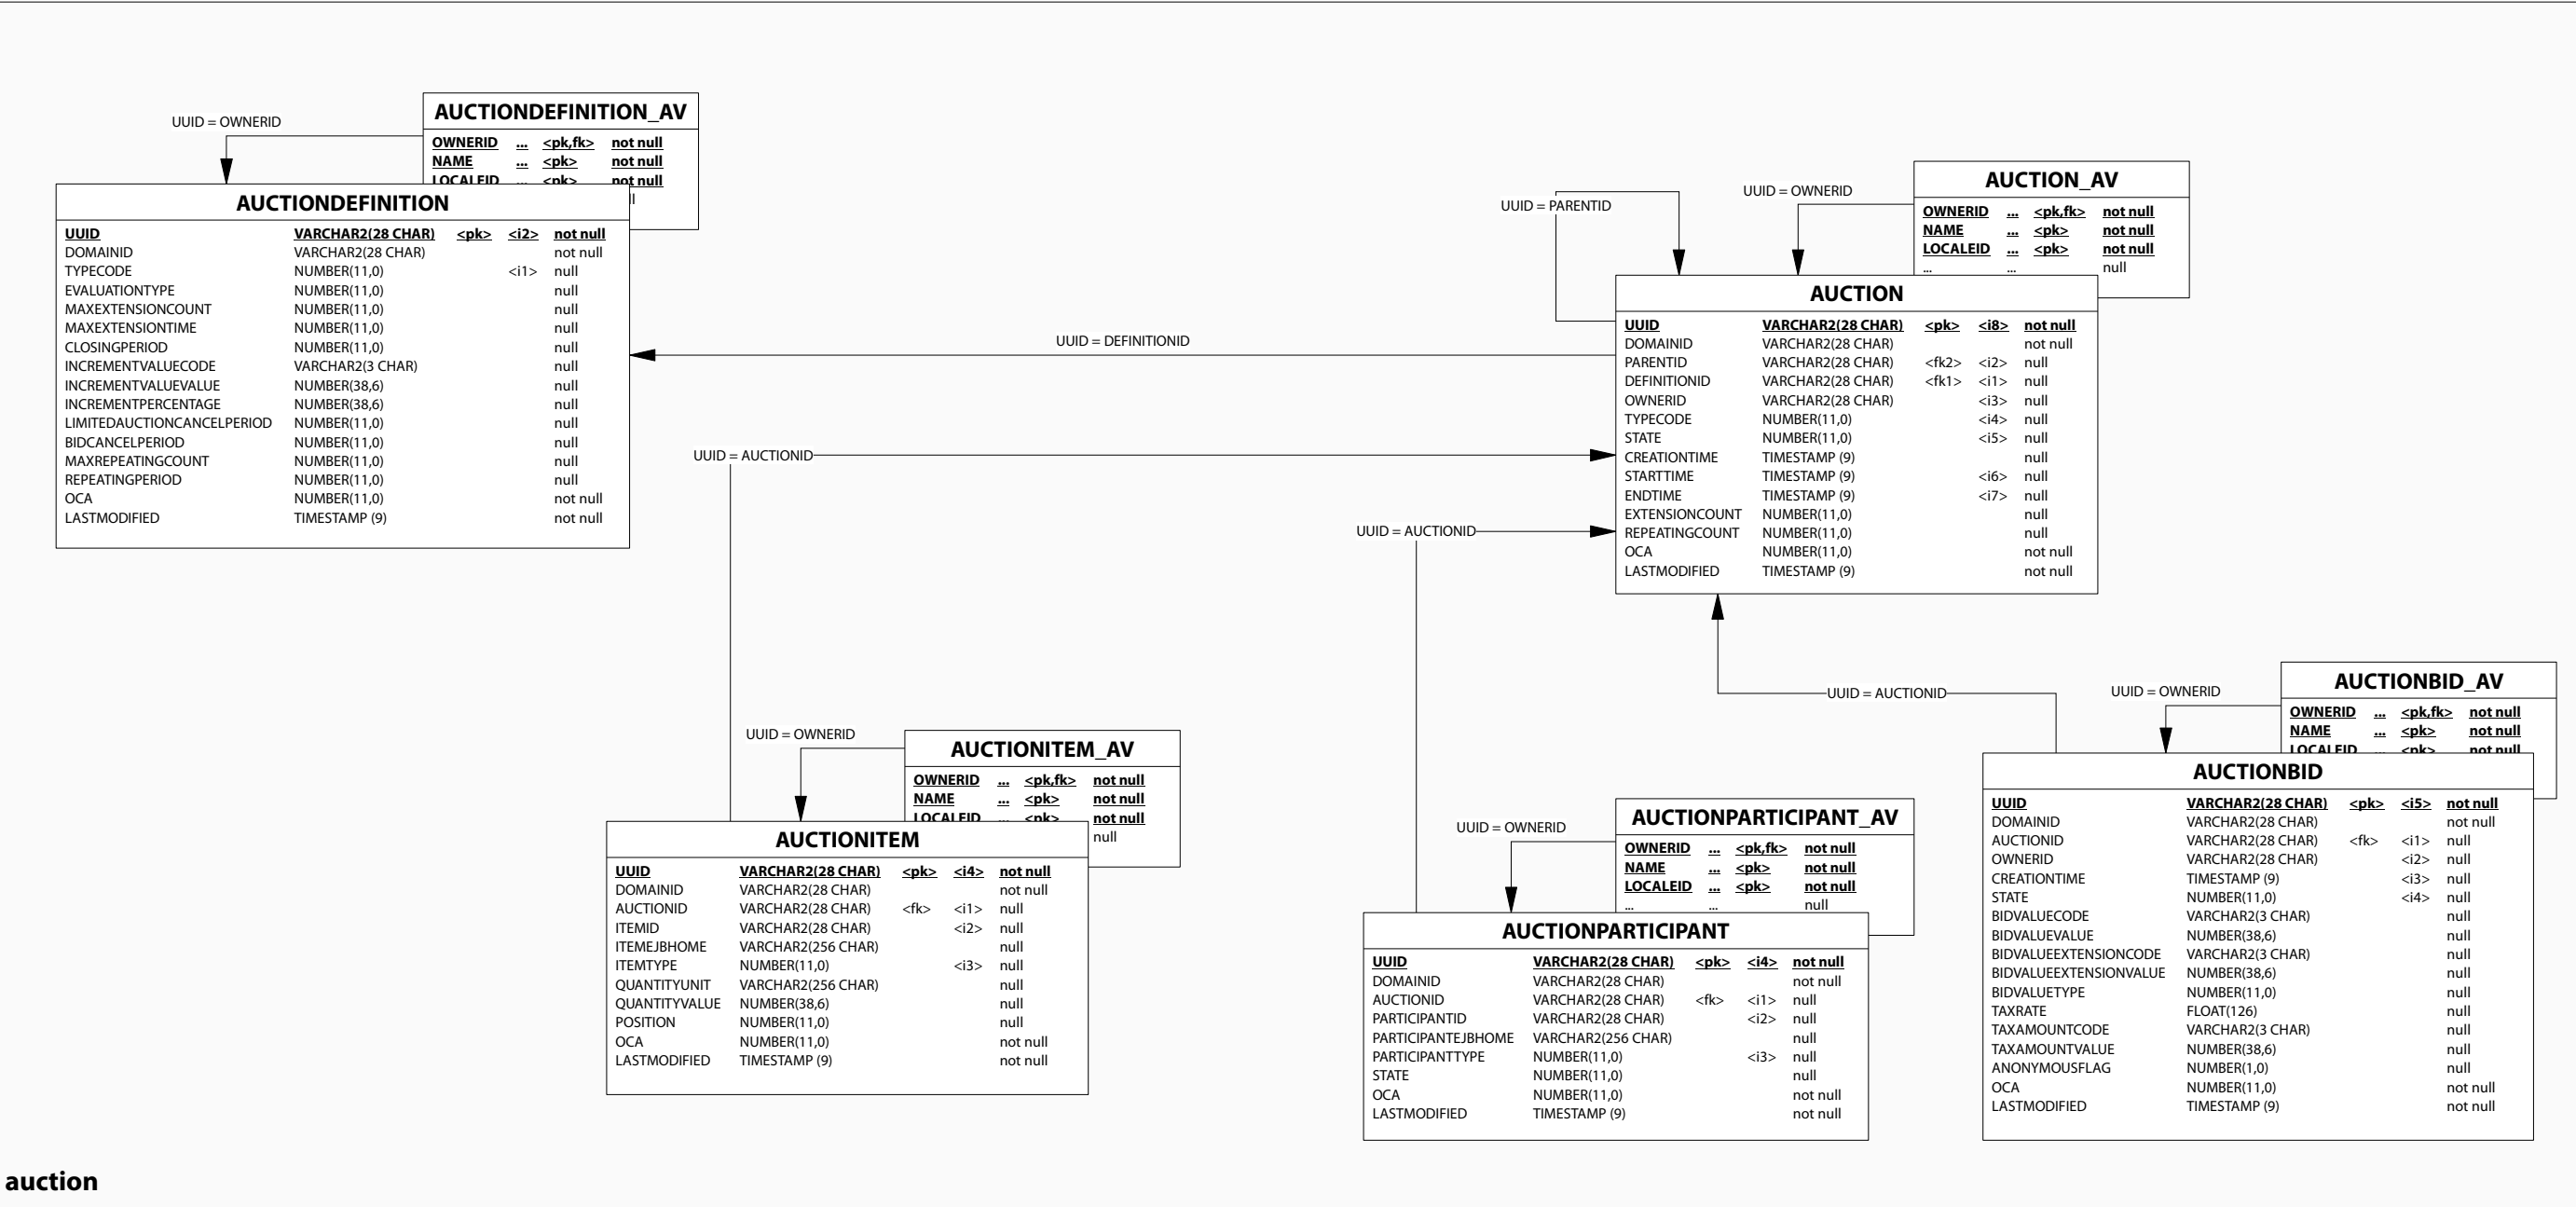 UUID = OWNERID
AUCTIONDEFINITION_AV
OWNERID ... <pk,fk> not null
NAME ... <pk> not null
LOCALEID ... <pk> not null
AUCTIONDEFINITION
UUID VARCHAR2(28 CHAR) <pk> <i2> not null
DOMAINID VARCHAR2(28 CHAR) not null
TYPECODE NUMBER(11,0) <i1> null
EVALUATIONTYPE NUMBER(11,0) null
MAXEXTENSIONCOUNT NUMBER(11,0) null
MAXEXTENSIONTIME NUMBER(11,0) null
CLOSINGPERIOD NUMBER(11,0) null
INCREMENTVALUECODE VARCHAR2(3 CHAR) null
INCREMENTVALUEVALUE NUMBER(38,6) null
INCREMENTPERCENTAGE NUMBER(38,6) null
LIMITEDAUCTIONCANCELPERIOD NUMBER(11,0) null
BIDCANCELPERIOD NUMBER(11,0) null
MAXREPEATINGCOUNT NUMBER(11,0) null
REPEATINGPERIOD NUMBER(11,0) null
OCA NUMBER(11,0) not null
LASTMODIFIED TIMESTAMP (9) not null
UUID = DEFINITIONID
UUID = AUCTIONID
UUID = PARENTID
UUID = OWNERID
AUCTION_AV
OWNERID ... <pk,fk> not null
NAME ... <pk> not null
LOCALEID ... <pk> not null
... ... null
AUCTION
UUID VARCHAR2(28 CHAR) <pk> <i8> not null
DOMAINID VARCHAR2(28 CHAR) not null
PARENTID VARCHAR2(28 CHAR) <fk2> <i2> null
DEFINITIONID VARCHAR2(28 CHAR) <fk1> <i1> null
OWNERID VARCHAR2(28 CHAR) <i3> null
TYPECODE NUMBER(11,0) <i4> null
STATE NUMBER(11,0) <i5> null
CREATIONTIME TIMESTAMP (9) null
STARTTIME TIMESTAMP (9) <i6> null
ENDTIME TIMESTAMP (9) <i7> null
EXTENSIONCOUNT NUMBER(11,0) null
REPEATINGCOUNT NUMBER(11,0) null
OCA NUMBER(11,0) not null
LASTMODIFIED TIMESTAMP (9) not null
UUID = AUCTIONID
UUID = AUCTIONID
UUID = OWNERID
AUCTIONITEM_AV
OWNERID ... <pk,fk> not null
NAME ... <pk> not null
LOCALEID ... <pk> not null
null
AUCTIONITEM
UUID VARCHAR2(28 CHAR) <pk> <i4> not null
DOMAINID VARCHAR2(28 CHAR) not null
AUCTIONID VARCHAR2(28 CHAR) <fk> <i1> null
ITEMID VARCHAR2(28 CHAR) <i2> null
ITEMEJBHOME VARCHAR2(256 CHAR) null
ITEMTYPE NUMBER(11,0) <i3> null
QUANTITYUNIT VARCHAR2(256 CHAR) null
QUANTITYVALUE NUMBER(38,6) null
POSITION NUMBER(11,0) null
OCA NUMBER(11,0) not null
LASTMODIFIED TIMESTAMP (9) not null
UUID = OWNERID
AUCTIONPARTICIPANT_AV
OWNERID ... <pk,fk> not null
NAME ... <pk> not null
LOCALEID ... <pk> not null
... ... null
AUCTIONPARTICIPANT
UUID VARCHAR2(28 CHAR) <pk> <i4> not null
DOMAINID VARCHAR2(28 CHAR) not null
AUCTIONID VARCHAR2(28 CHAR) <fk> <i1> null
PARTICIPANTID VARCHAR2(28 CHAR) <i2> null
PARTICIPANTEJBHOME VARCHAR2(256 CHAR) null
PARTICIPANTTYPE NUMBER(11,0) <i3> null
STATE NUMBER(11,0) null
OCA NUMBER(11,0) not null
LASTMODIFIED TIMESTAMP (9) not null
UUID = OWNERID
AUCTIONBID_AV
OWNERID ... <pk,fk> not null
NAME ... <pk> not null
LOCALEID ... <pk> not null
AUCTIONBID
UUID VARCHAR2(28 CHAR) <pk> <i5> not null
DOMAINID VARCHAR2(28 CHAR) not null
AUCTIONID VARCHAR2(28 CHAR) <fk> <i1> null
OWNERID VARCHAR2(28 CHAR) <i2> null
CREATIONTIME TIMESTAMP (9) <i3> null
STATE NUMBER(11,0) <i4> null
BIDVALUECODE VARCHAR2(3 CHAR) null
BIDVALUEVALUE NUMBER(38,6) null
BIDVALUEEXTENSIONCODE VARCHAR2(3 CHAR) null
BIDVALUEEXTENSIONVALUE NUMBER(38,6) null
BIDVALUETYPE NUMBER(11,0) null
TAXRATE FLOAT(126) null
TAXAMOUNTCODE VARCHAR2(3 CHAR) null
TAXAMOUNTVALUE NUMBER(38,6) null
ANONYMOUSFLAG NUMBER(1,0) null
OCA NUMBER(11,0) not null
LASTMODIFIED TIMESTAMP (9) not null
auction